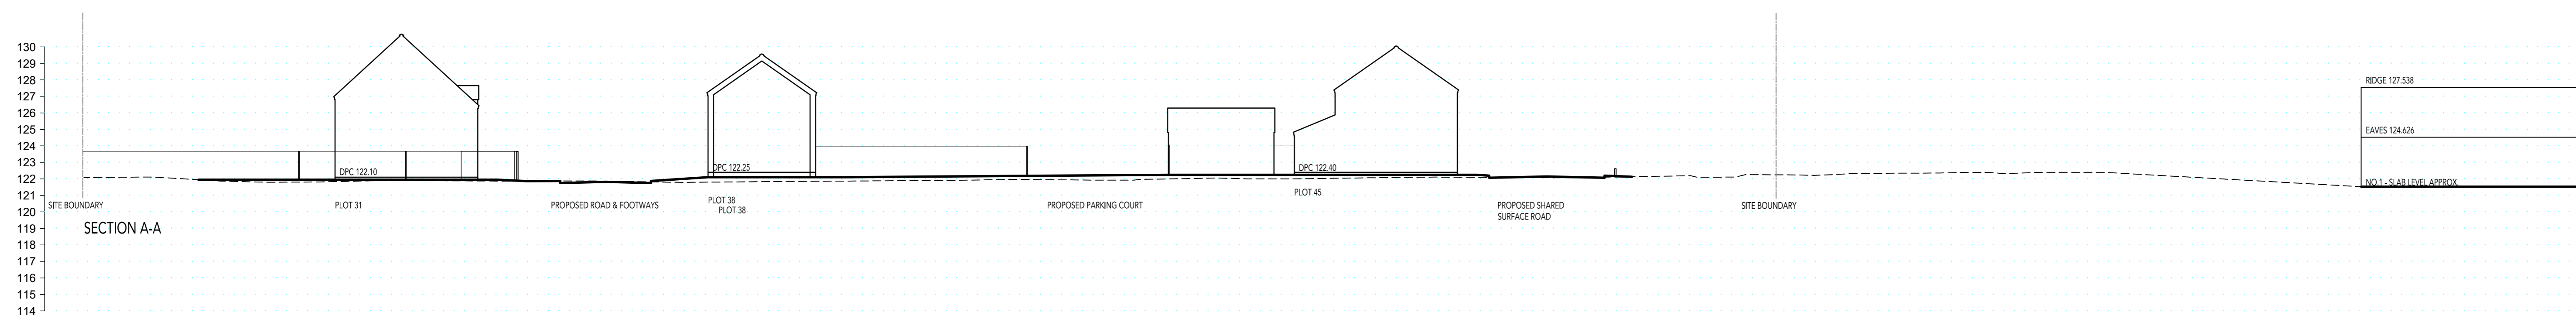 130
129
128
127
126
125
124
123
122
121
120
119
118
117
116
115
114
SITE BOUNDARY
SECTION A-A
DPC 122.10
PLOT 31
PROPOSED ROAD & FOOTWAYS
DPC 122.25
PLOT 38
PLOT 38
PROPOSED PARKING COURT
DPC 122.40
PLOT 45
PROPOSED SHARED
SURFACE ROAD
SITE BOUNDARY
RIDGE 127.538
EAVES 124.626
NO.1 - SLAB LEVEL APPROX.